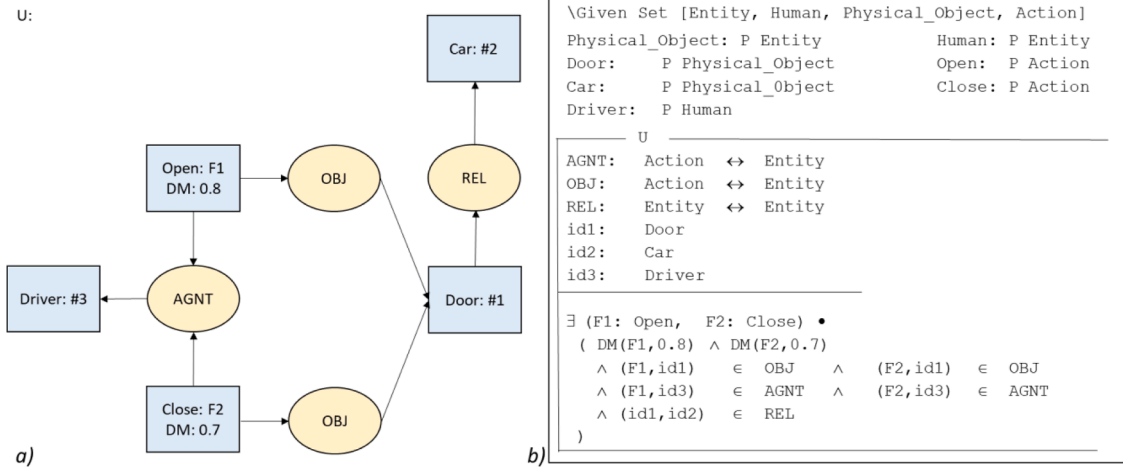 U:
Car: #2
Open: F1
DM: 0.8
OBJ
REL
Driver: #3
AGNT
Door: #1
Close: F2
DM: 0.7
OBJ
a)
\Given Set [Entity, Human, Physical_Object, Action]
Physical_Object: P Entity Human: P Entity
Door: P Physical_Object Open: P Action
Car: P Physical_Object Close: P Action
Driver: P Human
U
AGNT: Action ↔ Entity
OBJ: Action ↔ Entity
REL: Entity ↔ Entity
id1: Door
id2: Car
id3: Driver
∃ (F1: Open, F2: Close) •
( DM(F1,0.8) ∧ DM(F2,0.7)
∧ (F1,id1) ∈ OBJ ∧ (F2,id1) ∈ OBJ
∧ (F1,id3) ∈ AGNT ∧ (F2,id3) ∈ AGNT
∧ (id1,id2) ∈ REL
)
b)